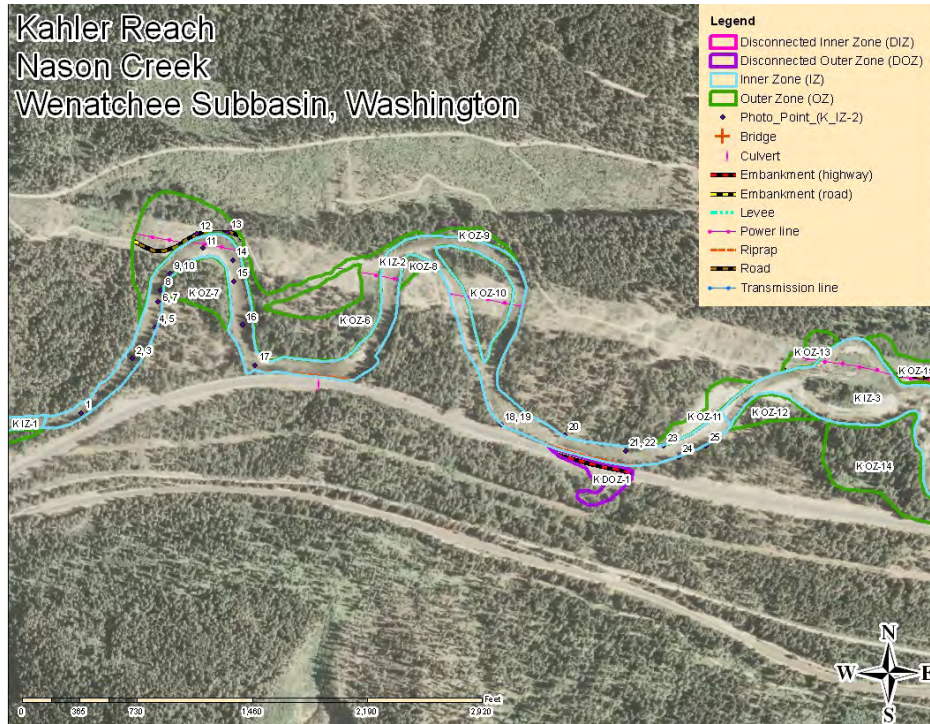 Kahler Reach
Nason Creek
Wenatchee Subbasin, Washington
Legend
Disconnected Inner Zone (DIZ)
Disconnected Outer Zone (DOZ)
Inner Zone (IZ)
Outer Zone (OZ)
Photo_Point_(K_IZ-2)
Bridge
Culvert
Embankment (highway)
Embankment (road)
Levee
Power line
Riprap
Road
Transmission line
12
13
11
14
9, 10
15
8
K OZ-7
6, 7
4, 5
16
2, 3
17
1
K IZ-1
K OZ-9
K IZ-2
K OZ-8
K OZ-10
K OZ-6
K OZ-13
K OZ-15
K IZ-3
K OZ-11
K OZ-12
18, 19
20
21, 22
23
24
25
K DOZ-1
K OZ-14
N
W
E
S
Feet
0
365
730
1,460
2,190
2,920